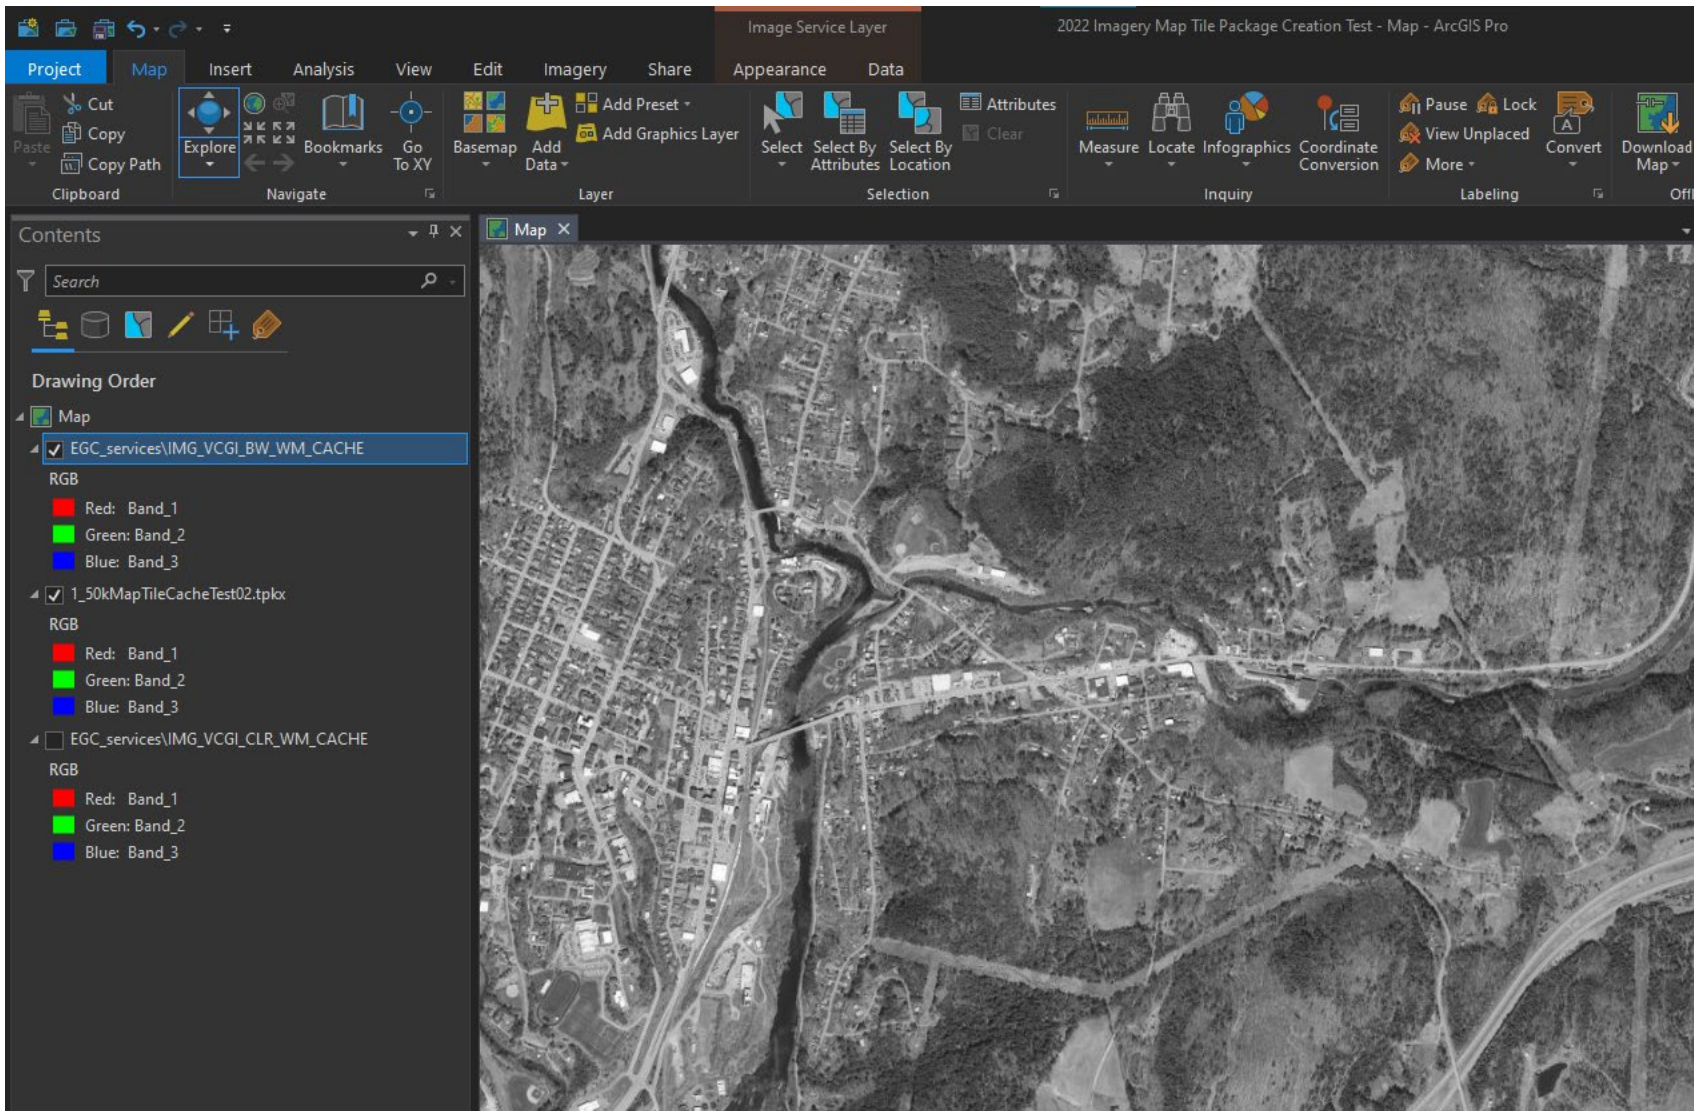 Image Service Layer
2022 Imagery Map Tile Package Creation Test - Map - ArcGIS Pro
Project Map Insert Analysis View Edit Imagery Share Appearance Data
Paste
Cut
Copy
Copy Path
Clipboard
Explore
Bookmarks
Go
To XY
Navigate
Basemap
Add
Data
Add Preset
Add Graphics Layer
Layer
Select
Select By
Attributes
Select By
Location
Attributes
Clear
Selection
Measure
Locate
Infographics
Coordinate
Conversion
Inquiry
Pause
Lock
View Unplaced
More
A
Convert
Labeling
Download
Map
Offl
Contents
Map
Search
Drawing Order
Map
EGC_services\IMG_VCGI_BW_WM_CACHE
RGB
Red: Band_1
Green: Band_2
Blue: Band_3
1_50kMapTileCacheTest02.tpkx
RGB
Red: Band_1
Green: Band_2
Blue: Band_3
EGC_services\IMG_VCGI_CLR_WM_CACHE
RGB
Red: Band_1
Green: Band_2
Blue: Band_3